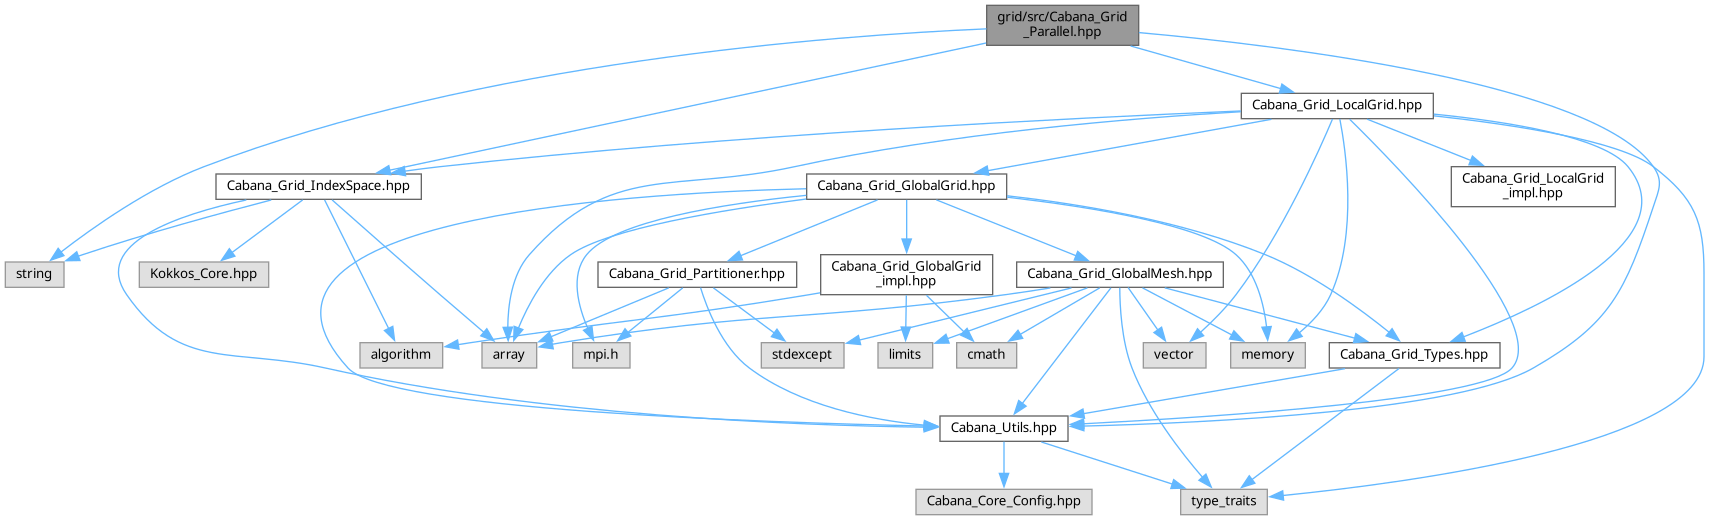 grid/src/Cabana_Grid
_Parallel.hpp
Cabana_Grid_LocalGrid.hpp
Cabana_Grid_IndexSpace.hpp
Cabana_Grid_GlobalGrid.hpp
Cabana_Grid_LocalGrid
_impl.hpp
string
Kokkos_Core.hpp
Cabana_Grid_Partitioner.hpp
Cabana_Grid_GlobalGrid
_impl.hpp
Cabana_Grid_GlobalMesh.hpp
algorithm
array
mpi.h
stdexcept
limits
cmath
vector
memory
Cabana_Grid_Types.hpp
Cabana_Utils.hpp
Cabana_Core_Config.hpp
type_traits